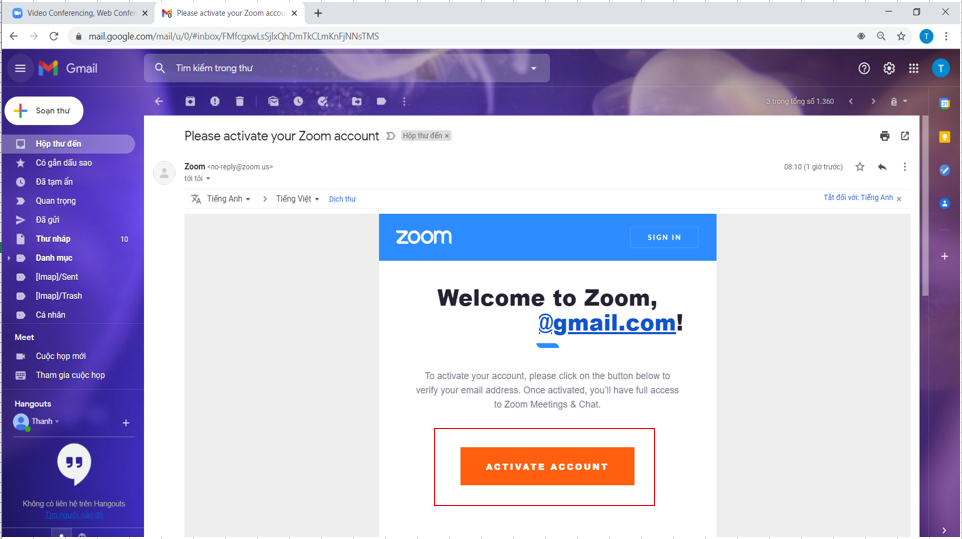 Video Conferencing, Web Confer
Please activate your Zoom accou
mail.google.com/mail/u/0/#inbox/FMfcgxwLsSjlxQhDmTkCLmKnFjNNsTMS
T
Gmail
Tìm kiếm trong thư
T
Soạn thư
3 trong tổng số 1.360
Please activate your Zoom account
Hộp thư đến ×
Hộp thư đến
Có gắn dấu sao
Đã tạm ẩn
Quan trọng
Đã gửi
Thư nháp 10
Danh mục
[Imap]/Sent
[Imap]/Trash
Cá nhân
Meet
Cuộc họp mới
Tham gia cuộc họp
Hangouts
Thanh
Không có liên hệ trên Hangouts
Tìm người nào đó
Zoom <no-reply@zoom.us>
08:10 (1 giờ trước)
tới tôi
Tiếng Anh > Tiếng Việt Dịch thư
Tắt đối với: Tiếng Anh ×
zoom
SIGN IN
Welcome to Zoom,
@gmail.com!
To activate your account, please click on the button below to
verify your email address. Once activated, you’ll have full access
to Zoom Meetings & Chat.
ACTIVATE ACCOUNT